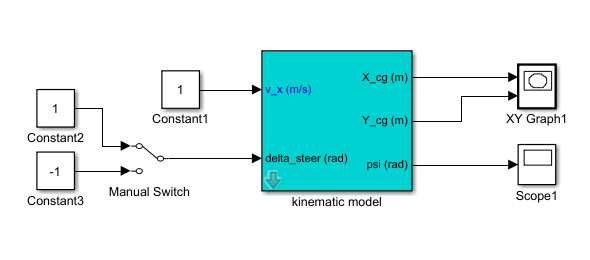 1
Constant1
v_x (m/s)
X_cg (m)
XY Graph1
1
Constant2
Y_cg (m)
-1
Constant3
Manual Switch
delta_steer (rad)
psi (rad)
kinematic model
Scope1